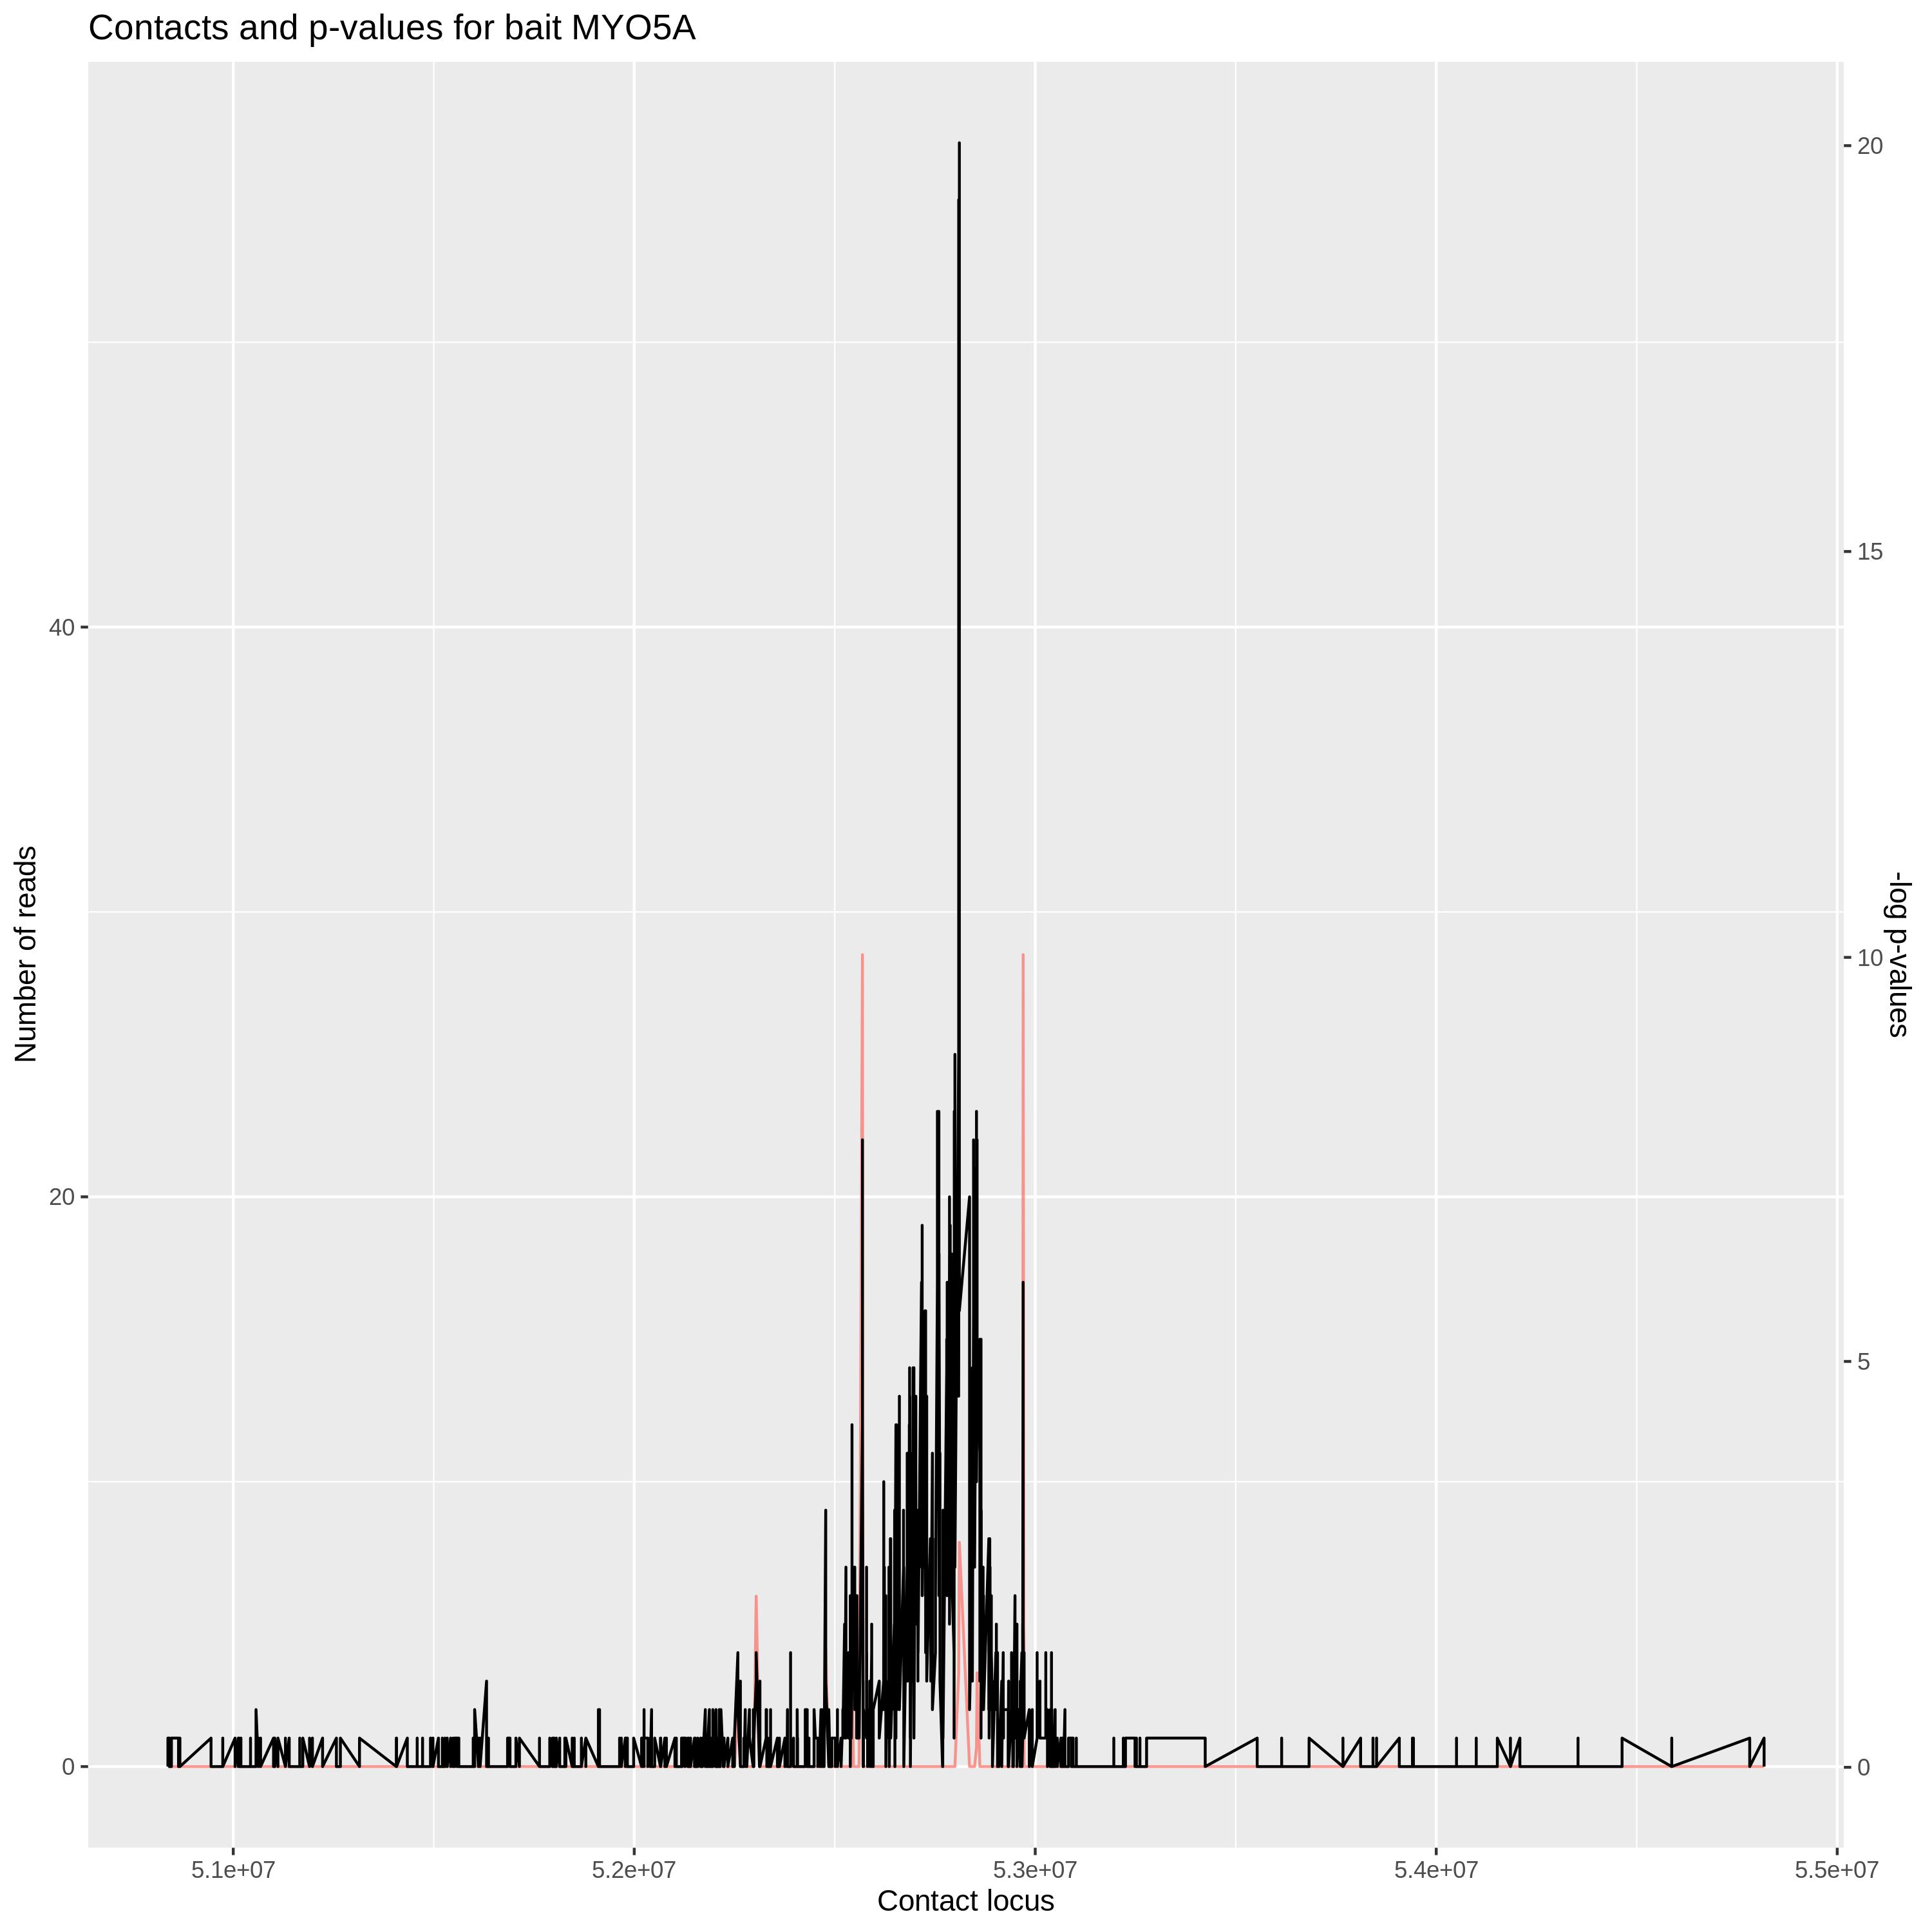 Contacts and p-values for bait MYO5A
20
15
40
Number of reads
-log p-values
10
20
5
0
0
5.1e+07
5.2e+07
5.3e+07
5.4e+07
5.5e+07
Contact locus